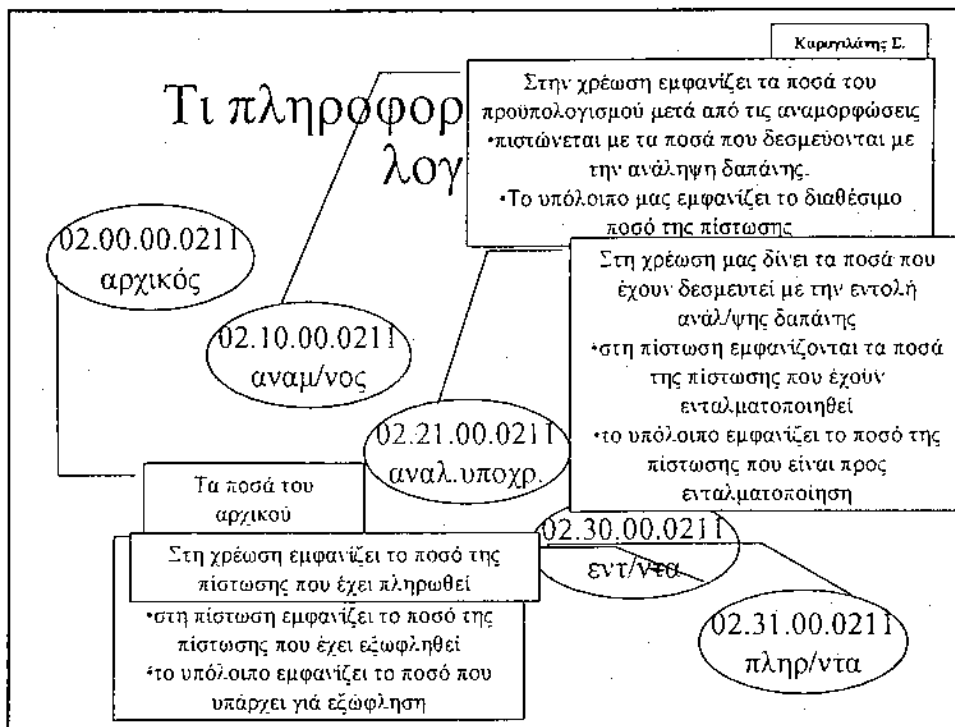 Καρυγιλάνης Σ.
Τι πληροφορ
λογ
Στην χρέωση εμφανίζει τα ποσά του
προϋπολογισμού μετά από τις αναμορφώσεις
•πιστώνεται με τα ποσά που δεσμεύονται με
την ανάληψη δαπάνης.
•Το υπόλοιπο μας εμφανίζει το διαθέσιμο
ποσό της πίστωσης
02.00.00.0211
αρχικός
02.10.00.0211
αναμ/νος
Στη χρέωση μας δίνει τα ποσά που
έχουν δεσμευτεί με την εντολή
ανάλ/ψης δαπάνης
•στη πίστωση εμφανίζονται τα ποσά
της πίστωσης που έχουν
ενταλματοποιηθεί
•το υπόλοιπο εμφανίζει το ποσό της
πίστωσης που είναι προς
ενταλματοποίηση
02.21.00.0211
αναλ.υποχρ.
Τα ποσά του
αρχικού
02.30.00.0211
εντ/ντα
Στη χρέωση εμφανίζει το ποσό της
πίστωσης που έχει πληρωθεί
•στη πίστωση εμφανίζει το ποσό της
πίστωσης που έχει εξωφληθεί
•το υπόλοιπο εμφανίζει το ποσό που
υπάρχει γιά εξώφληση
02.31.00.0211
πληρ/ντα